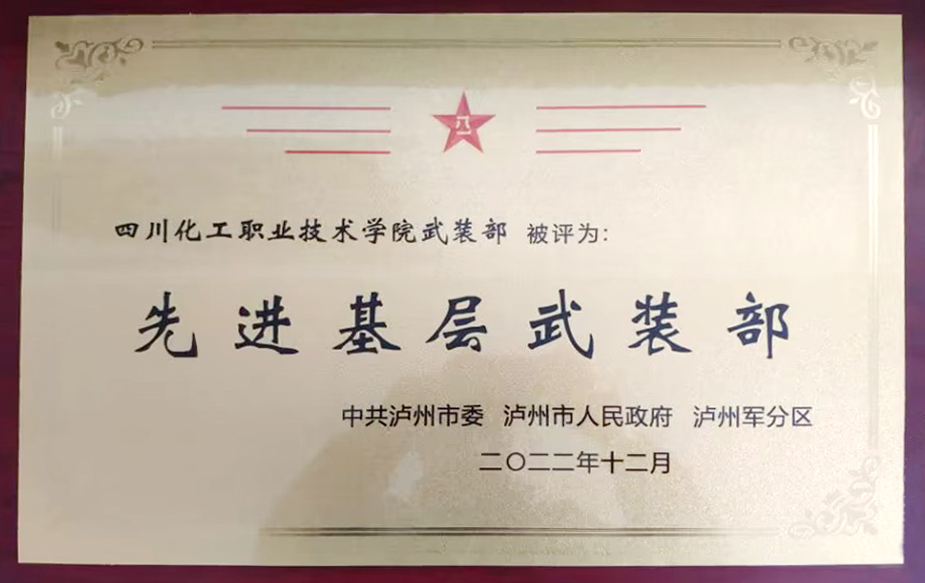 八一
四川化工职业技术学院武装部 被评为:
先进基层武装部
中共泸州市委 泸州市人民政府 泸州军分区
二〇二二年十二月